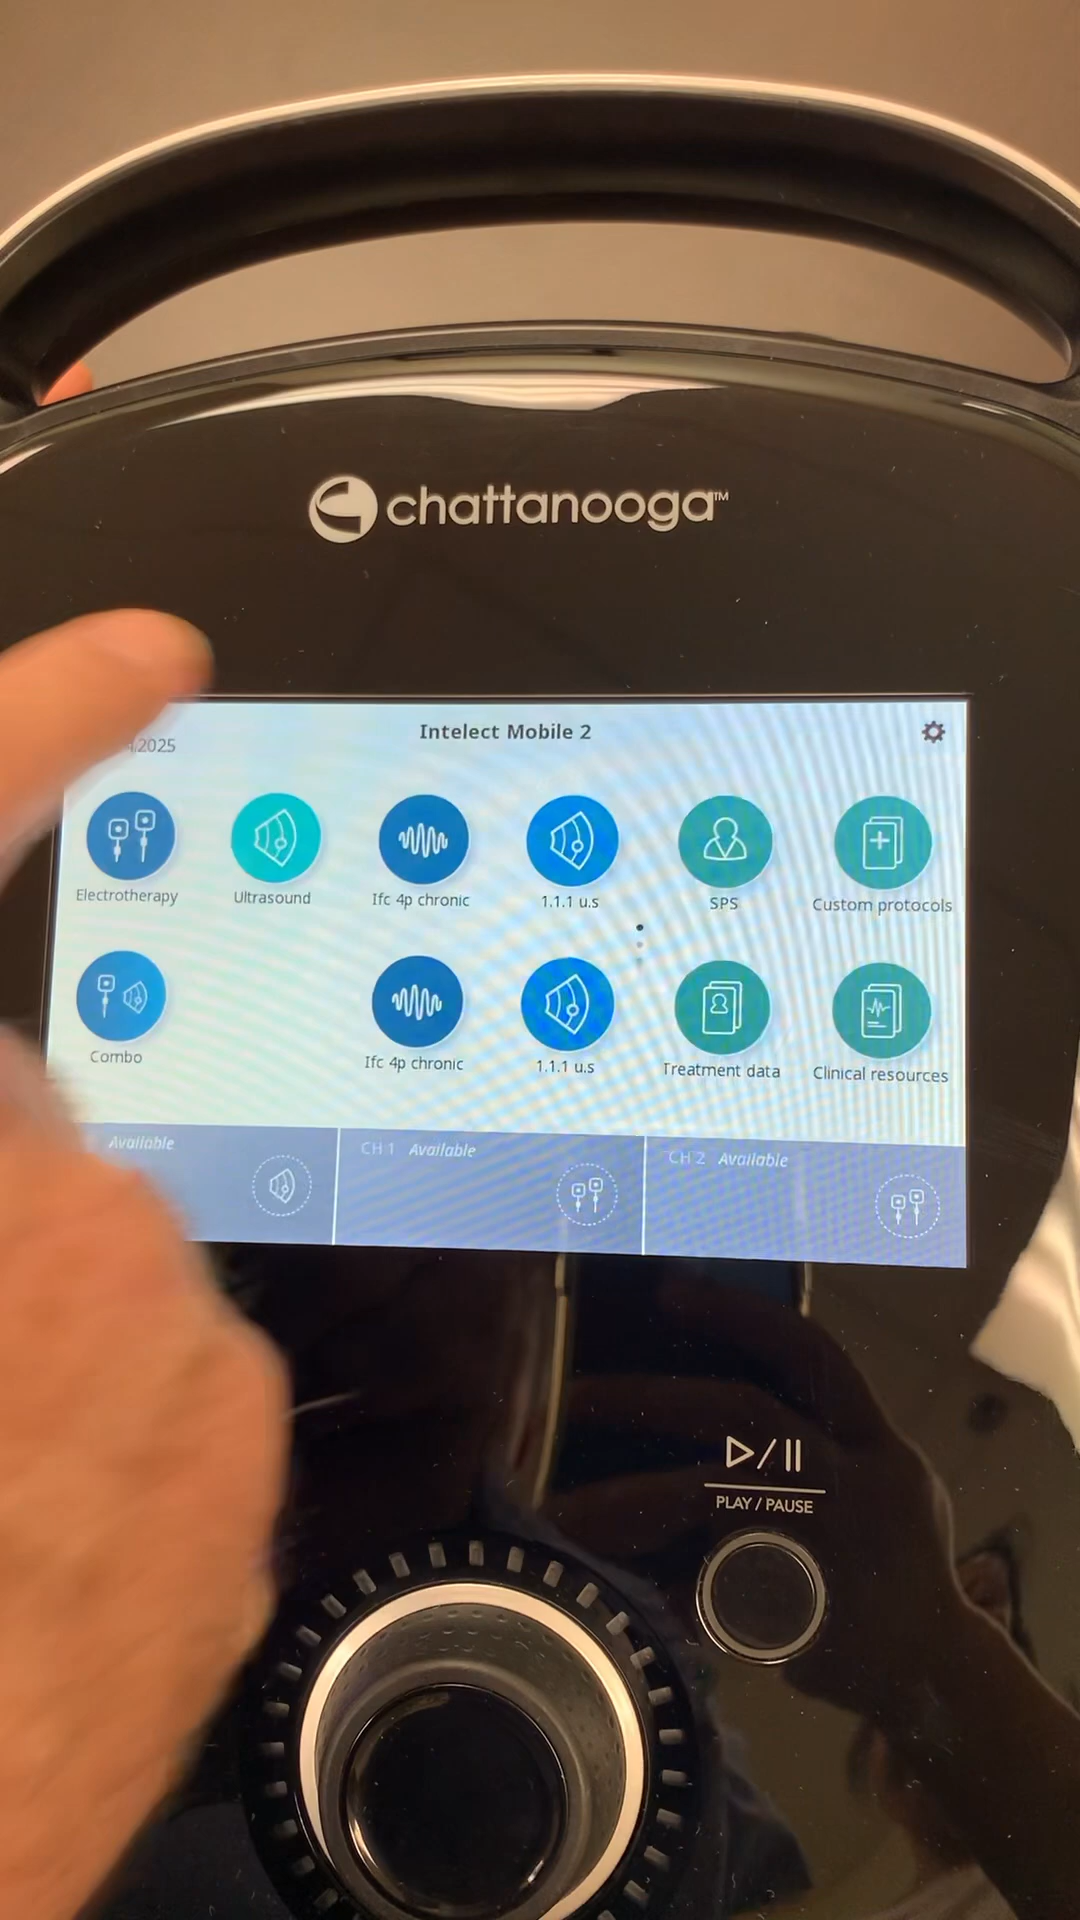 chattanooga™
Intelect Mobile 2
/2025
Electrotherapy
Ultrasound
Ifc 4p chronic
1.1.1 u.s
SPS
Custom protocols
Combo
Ifc 4p chronic
1.1.1 u.s
Treatment data
Clinical resources
Available
CH 1 Available
CH 2 Available
PLAY / PAUSE